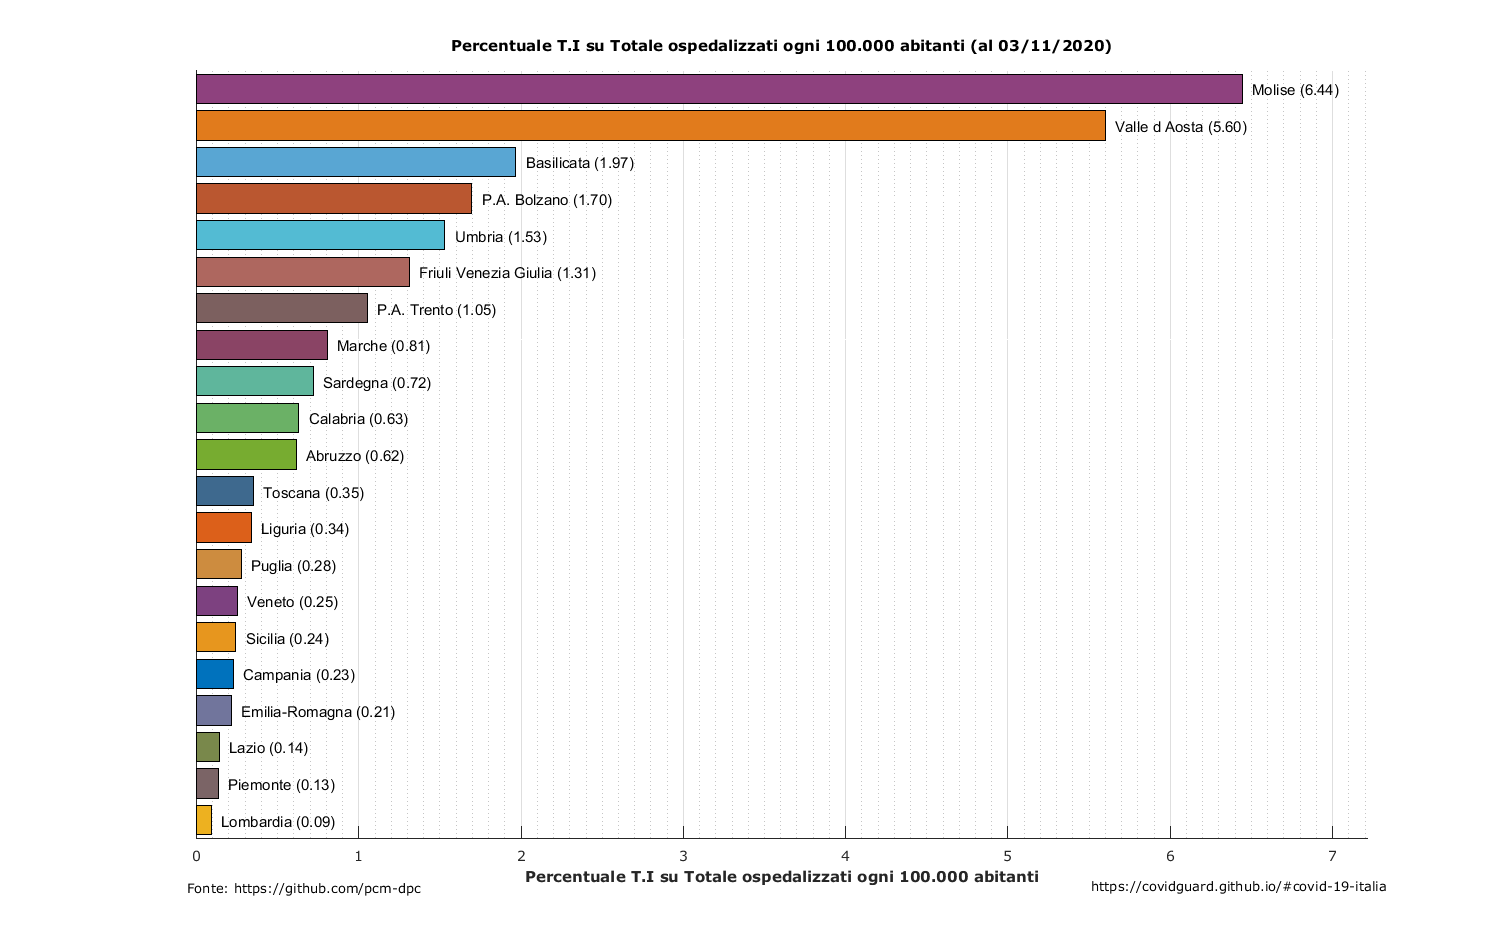 Percentuale T.I su Totale ospedalizzati ogni 100.000 abitanti (al 03/11/2020)
Molise (6.44)
Valle d Aosta (5.60)
Basilicata (1.97)
P.A. Bolzano (1.70)
Umbria (1.53)
Friuli Venezia Giulia (1.31)
P.A. Trento (1.05)
Marche (0.81)
Sardegna (0.72)
Calabria (0.63)
Abruzzo (0.62)
Toscana (0.35)
Liguria (0.34)
Puglia (0.28)
Veneto (0.25)
Sicilia (0.24)
Campania (0.23)
Emilia-Romagna (0.21)
Lazio (0.14)
Piemonte (0.13)
Lombardia (0.09)
0 1 2 3 4 5 6 7
Percentuale T.I su Totale ospedalizzati ogni 100.000 abitanti
Fonte: https://github.com/pcm-dpc
https://covidguard.github.io/#covid-19-italia